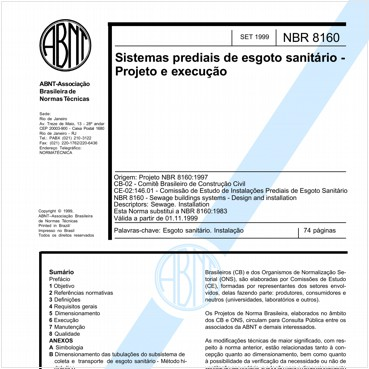 SET 1999
NBR 8160
ABNT
Sistemas prediais de esgoto sanitário -
Projeto e execução
ABNT-Associação
Brasileira de
Normas Técnicas
Sede:
Rio de Janeiro
Av. Treze de Maio, 13 - 28º andar
CEP 20003-900 - Caixa Postal 1680
Rio de Janeiro - RJ
Tel.: PABX (021) 210-3122
Fax: (021) 220-1762/220-6436
Endereço Telegráfico:
NORMATÉCNICA
Copyright © 1999,
ABNT–Associação Brasileira
de Normas Técnicas
Printed in Brazil/
Impresso no Brasil
Todos os direitos reservados
Origem: Projeto NBR 8160:1997
CB-02 - Comitê Brasileiro de Construção Civil
CE-02:146.01 - Comissão de Estudo de Instalações Prediais de Esgoto Sanitário
NBR 8160 - Sewage building systems - Design and installation
Descriptors: Sewage. Installation
Esta Norma substitui a NBR 8160:1983
Válida a partir de 01.11.1999
Palavras-chave: Esgoto sanitário. Instalação
74 páginas
Sumário
Prefácio
1 Objetivo
2 Referências normativas
3 Definições
4 Requisitos gerais
5 Dimensionamento
6 Execução
7 Manutenção
8 Qualidade
ANEXOS
A Simbologia
B Dimensionamento das tubulações do subsistema de
coleta e transporte de esgoto sanitário - Método hi-
Brasileiros (CB) e dos Organismos de Normalização Se-
torial (ONS), são elaboradas por Comissões de Estudo
(CE), formadas por representantes dos setores envol-
vidos, delas fazendo parte: produtores, consumidores e
neutros (universidades, laboratórios e outros).
Os Projetos de Norma Brasileira, elaborados no âmbito
dos CB e ONS, circulam para Consulta Pública entre os
associados da ABNT e demais interessados.
As modificações técnicas de maior significado, com res-
peito à norma anterior, estão relacionadas tanto à con-
cepção quanto ao dimensionamento, bem como quanto
à possibilidade da verificação da necessidade ou não de